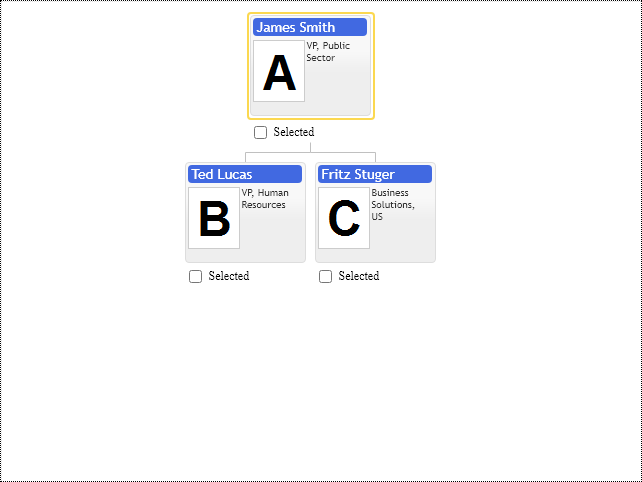 James Smith
A
VP, Public
Sector
Selected
Ted Lucas
B
VP, Human
Resources
Selected
Fritz Stuger
C
Business
Solutions,
US
Selected